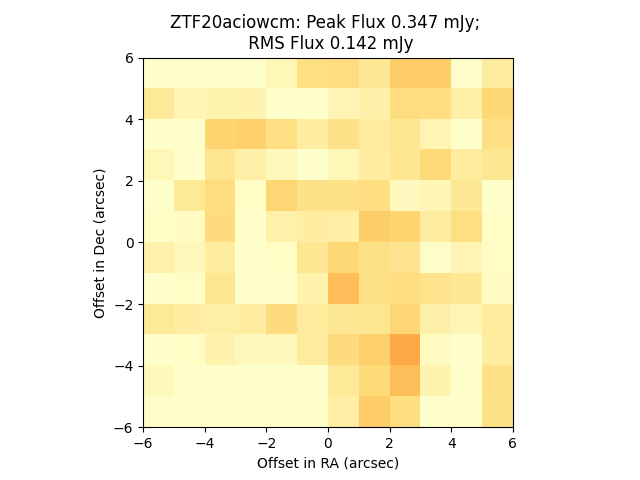 ZTF20aciowcm: Peak Flux 0.347 mJy;
RMS Flux 0.142 mJy
6
4
2
0
−2
−4
−6
Offset in Dec (arcsec)
−6 −4 −2 0 2 4 6
Offset in RA (arcsec)